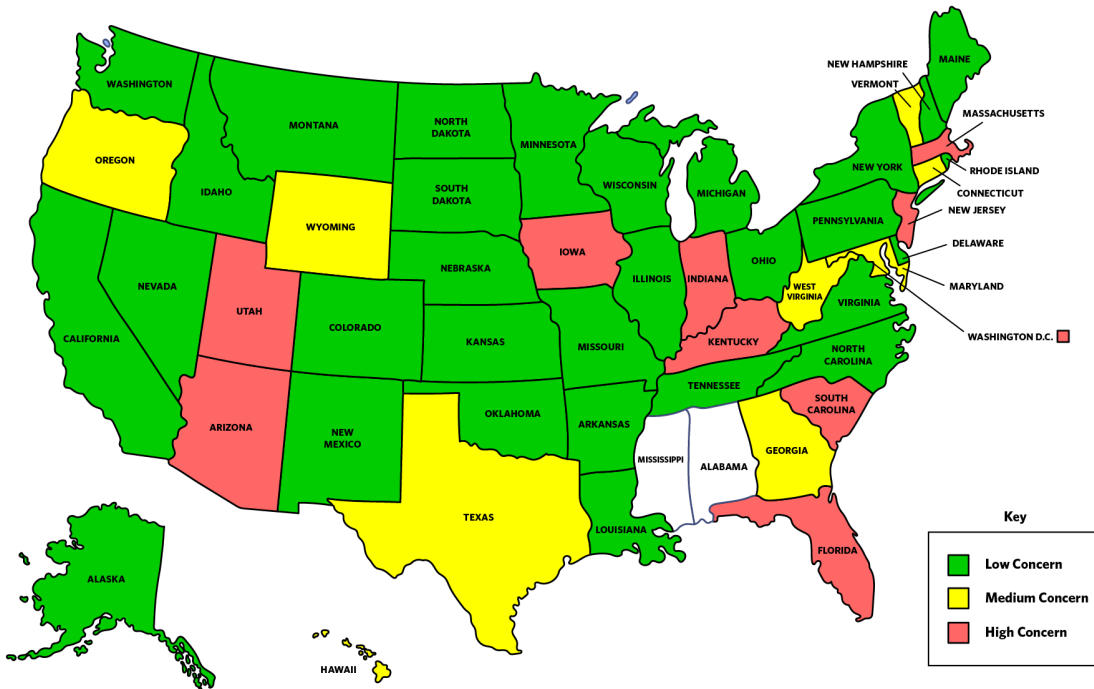 WASHINGTON
OREGON
CALIFORNIA
NEVADA
IDAHO
MONTANA
WYOMING
UTAH
ARIZONA
COLORADO
NEW
MEXICO
NORTH
DAKOTA
SOUTH
DAKOTA
NEBRASKA
KANSAS
OKLAHOMA
TEXAS
MINNESOTA
IOWA
MISSOURI
ARKANSAS
LOUISIANA
WISCONSIN
ILLINOIS
MICHIGAN
INDIANA
OHIO
KENTUCKY
TENNESSEE
MISSISSIPPI
ALABAMA
GEORGIA
FLORIDA
SOUTH
CAROLINA
NORTH
CAROLINA
VIRGINIA
WEST
VIRGINIA
PENNSYLVANIA
NEW YORK
NEW HAMPSHIRE
VERMONT
MAINE
MASSACHUSETTS
RHODE ISLAND
CONNECTICUT
NEW JERSEY
DELAWARE
MARYLAND
WASHINGTON D.C.
ALASKA
HAWAII
Key
Low Concern
Medium Concern
High Concern